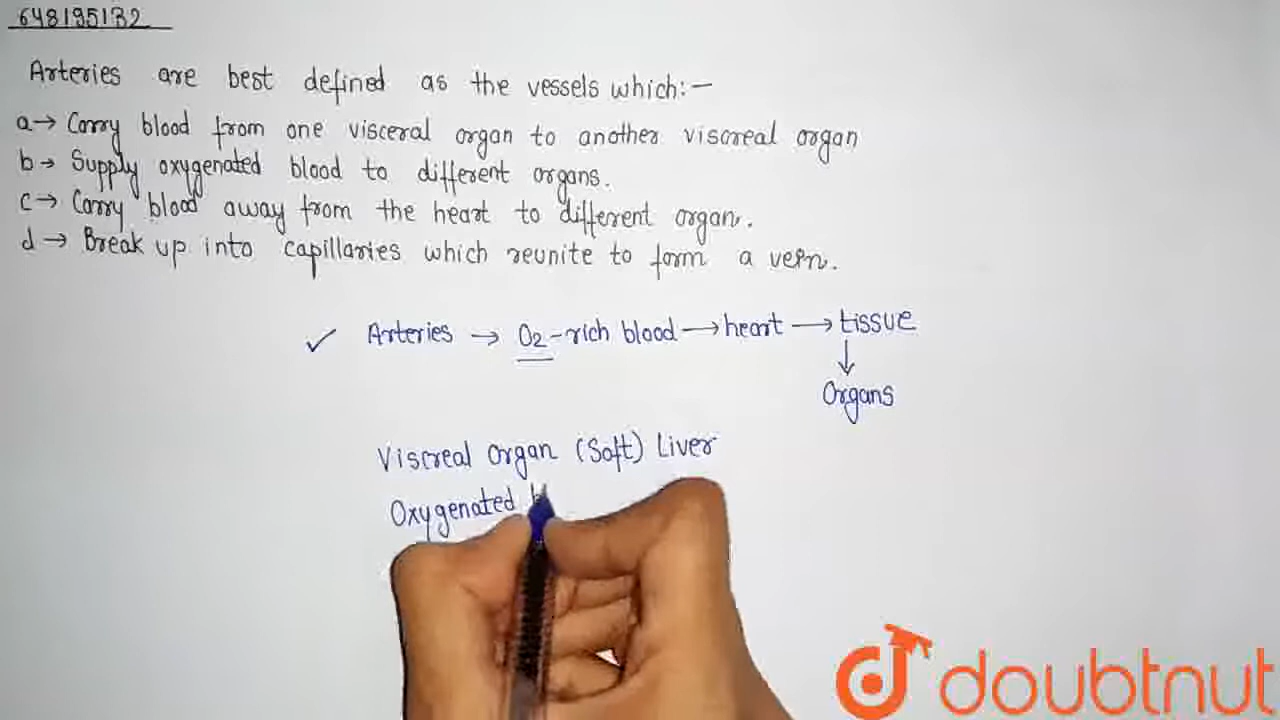 648195132
Arteries are best defined as the vessels which:-
a→ Carry blood from one visceral organ to another viscreal organ
b→ Supply oxygenated blood to different organs.
c→ Carry blood away from the heart to different organ.
d→ Break up into capillaries which reunite to form a vein.
✓ Arteries → O2-rich blood → heart → tissue
↓
Organs
Viscreal Organ (Soft) Liver
Oxygenated b
doubtnut